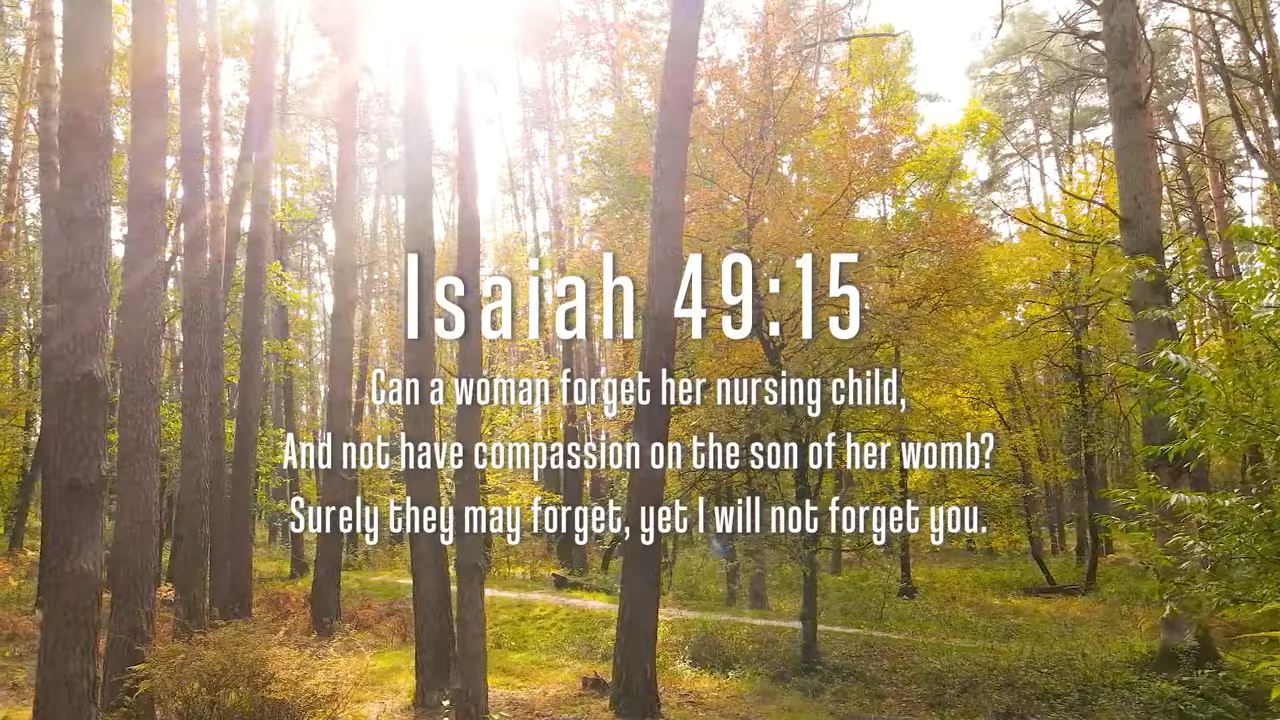 Isaiah 49:15
Can a woman forget her nursing child,
And not have compassion on the son of her womb?
Surely they may forget, yet I will not forget you.